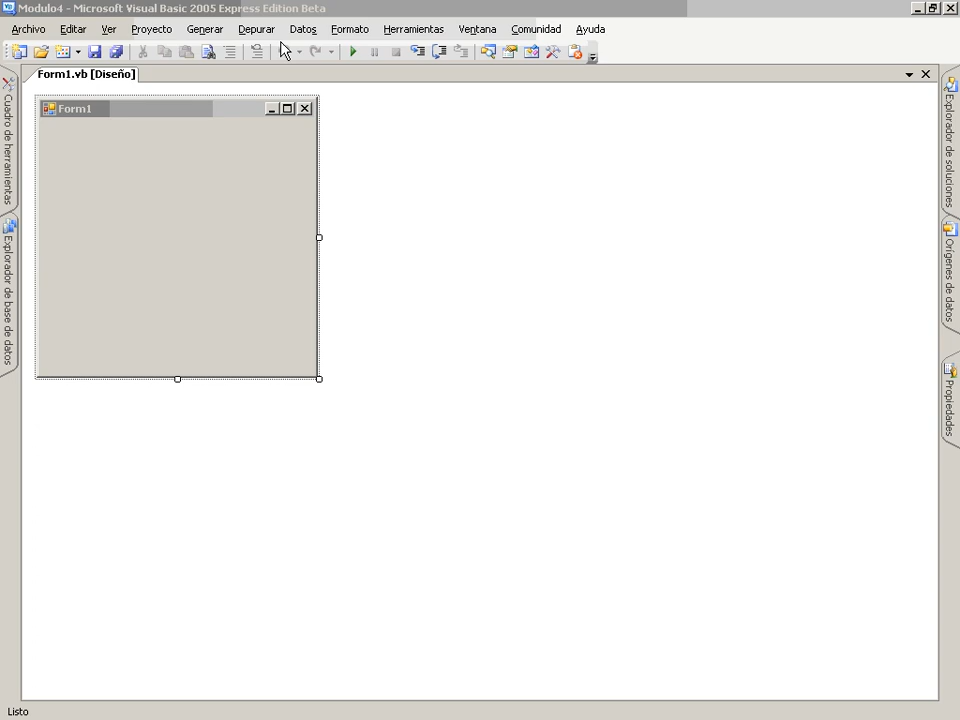 Modulo4 - Microsoft Visual Basic 2005 Express Edition Beta
Archivo Editar Ver Proyecto Generar Depurar Datos Formato Herramientas Ventana Comunidad Ayuda
Form1.vb [Diseño]
Form1
Cuadro de herramientas
Explorador de base de datos
Explorador de soluciones
Orígenes de datos
Propiedades
Listo